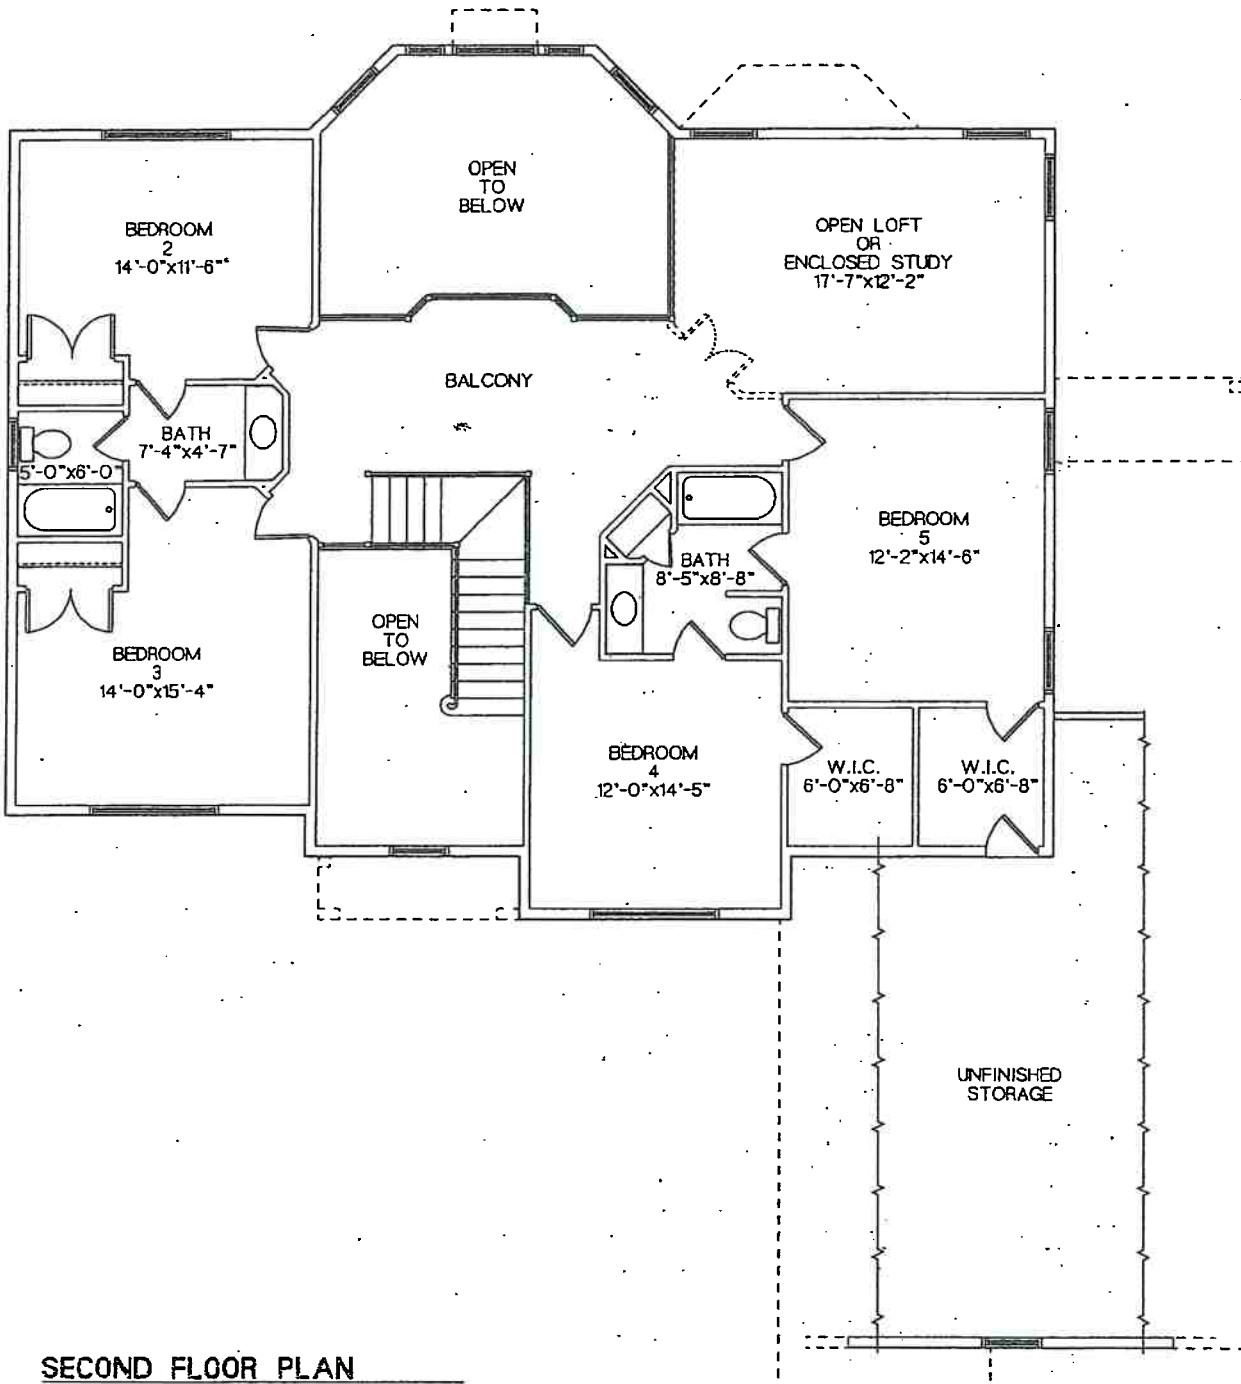 OPEN
TO
BELOW
BEDROOM
2
14'-0"x11'-6"
OPEN LOFT
OR
ENCLOSED STUDY
17'-7"x12'-2"
BALCONY
BATH
7'-4"x4'-7"
5'-0"x6'-0"
BEDROOM
5
12'-2"x14'-6"
BATH
8'-5"x8'-8"
OPEN
TO
BELOW
BEDROOM
3
14'-0"x15'-4"
BEDROOM
4
12'-0"x14'-5"
W.I.C.
6'-0"x6'-8"
W.I.C.
6'-0"x6'-8"
UNFINISHED
STORAGE
SECOND FLOOR PLAN